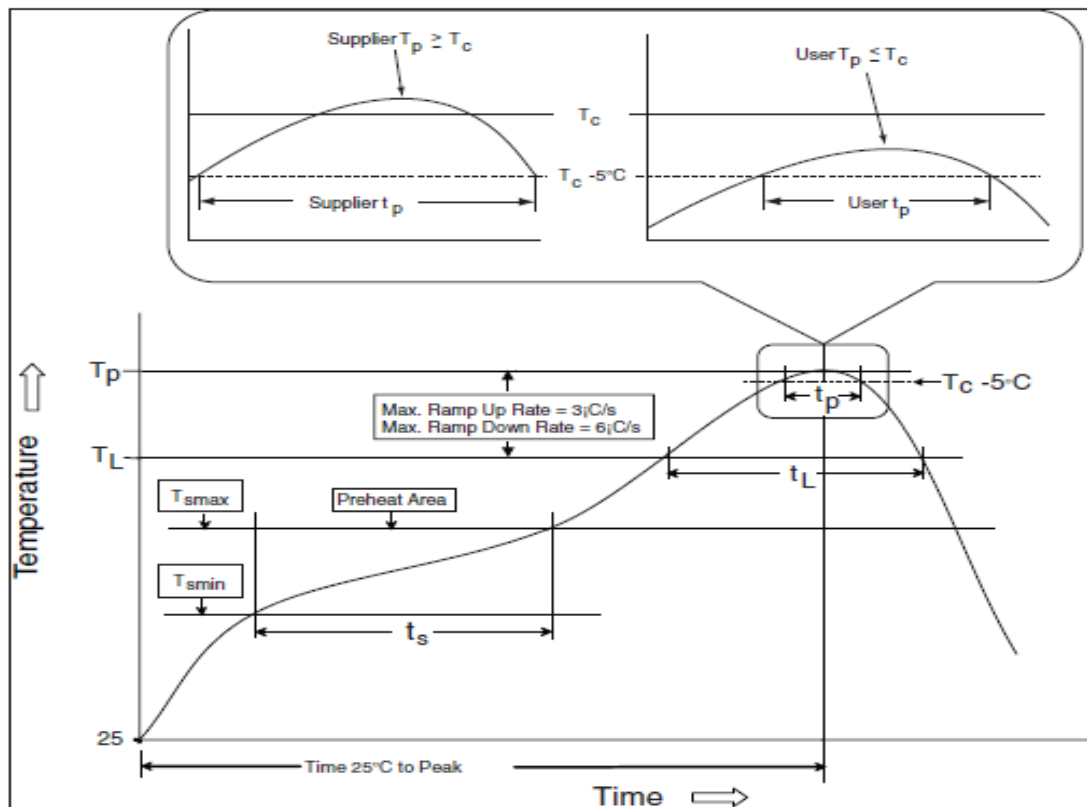 Supplier Tp ≥ Tc
User Tp ≤ Tc
Tc
Tc -5°C
Supplier tp
User tp
Tp
Tc -5°C
tp
Max. Ramp Up Rate = 3¡C/s
Max. Ramp Down Rate = 6¡C/s
TL
tL
Tsmax
Preheat Area
Tsmin
ts
Temperature
25
Time 25°C to Peak
Time